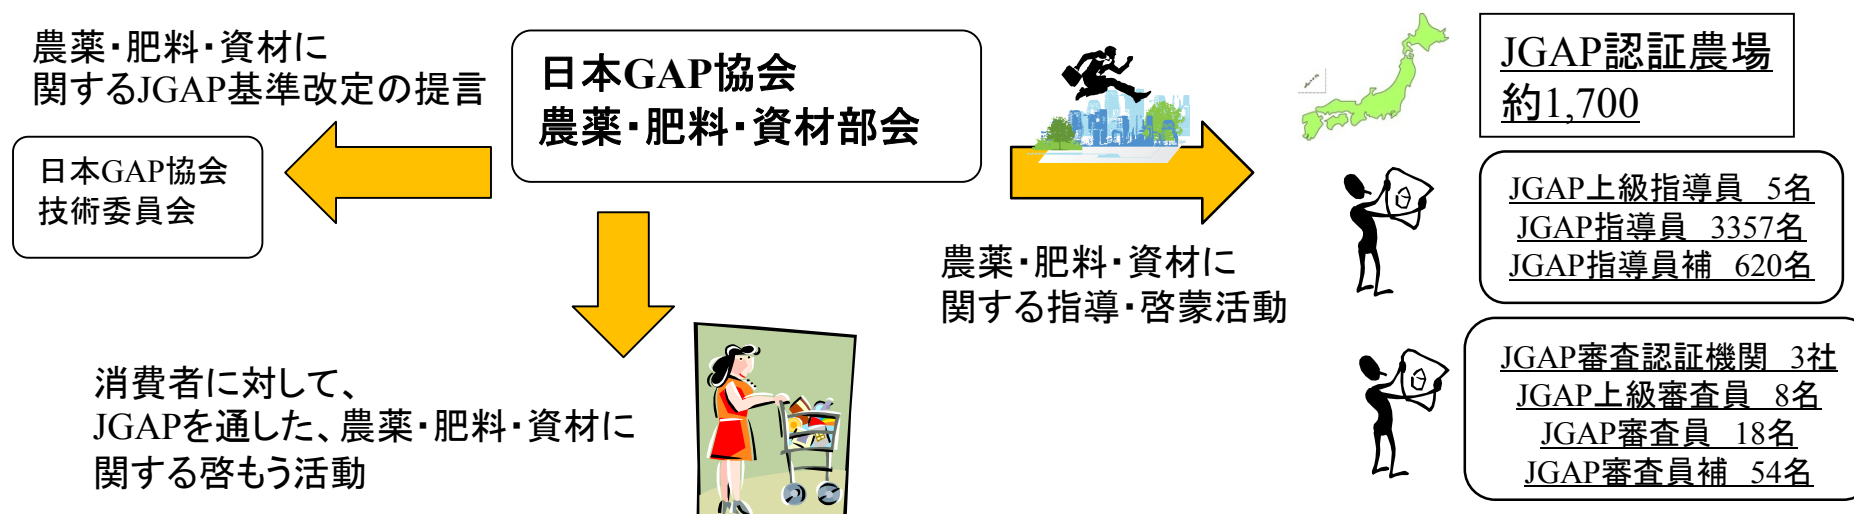 農薬・肥料・資材に
関するJGAP基準改定の提言
日本GAP協会
技術委員会
日本GAP協会
農薬・肥料・資材部会
消費者に対して、
JGAPを通した、農薬・肥料・資材に
関する啓もう活動
農薬・肥料・資材に
関する指導・啓蒙活動
JGAP認証農場
約1,700
JGAP上級指導員　5名
JGAP指導員　3357名
JGAP指導員補　620名
JGAP審査認証機関　3社
JGAP上級審査員　8名
JGAP審査員　18名
JGAP審査員補　54名